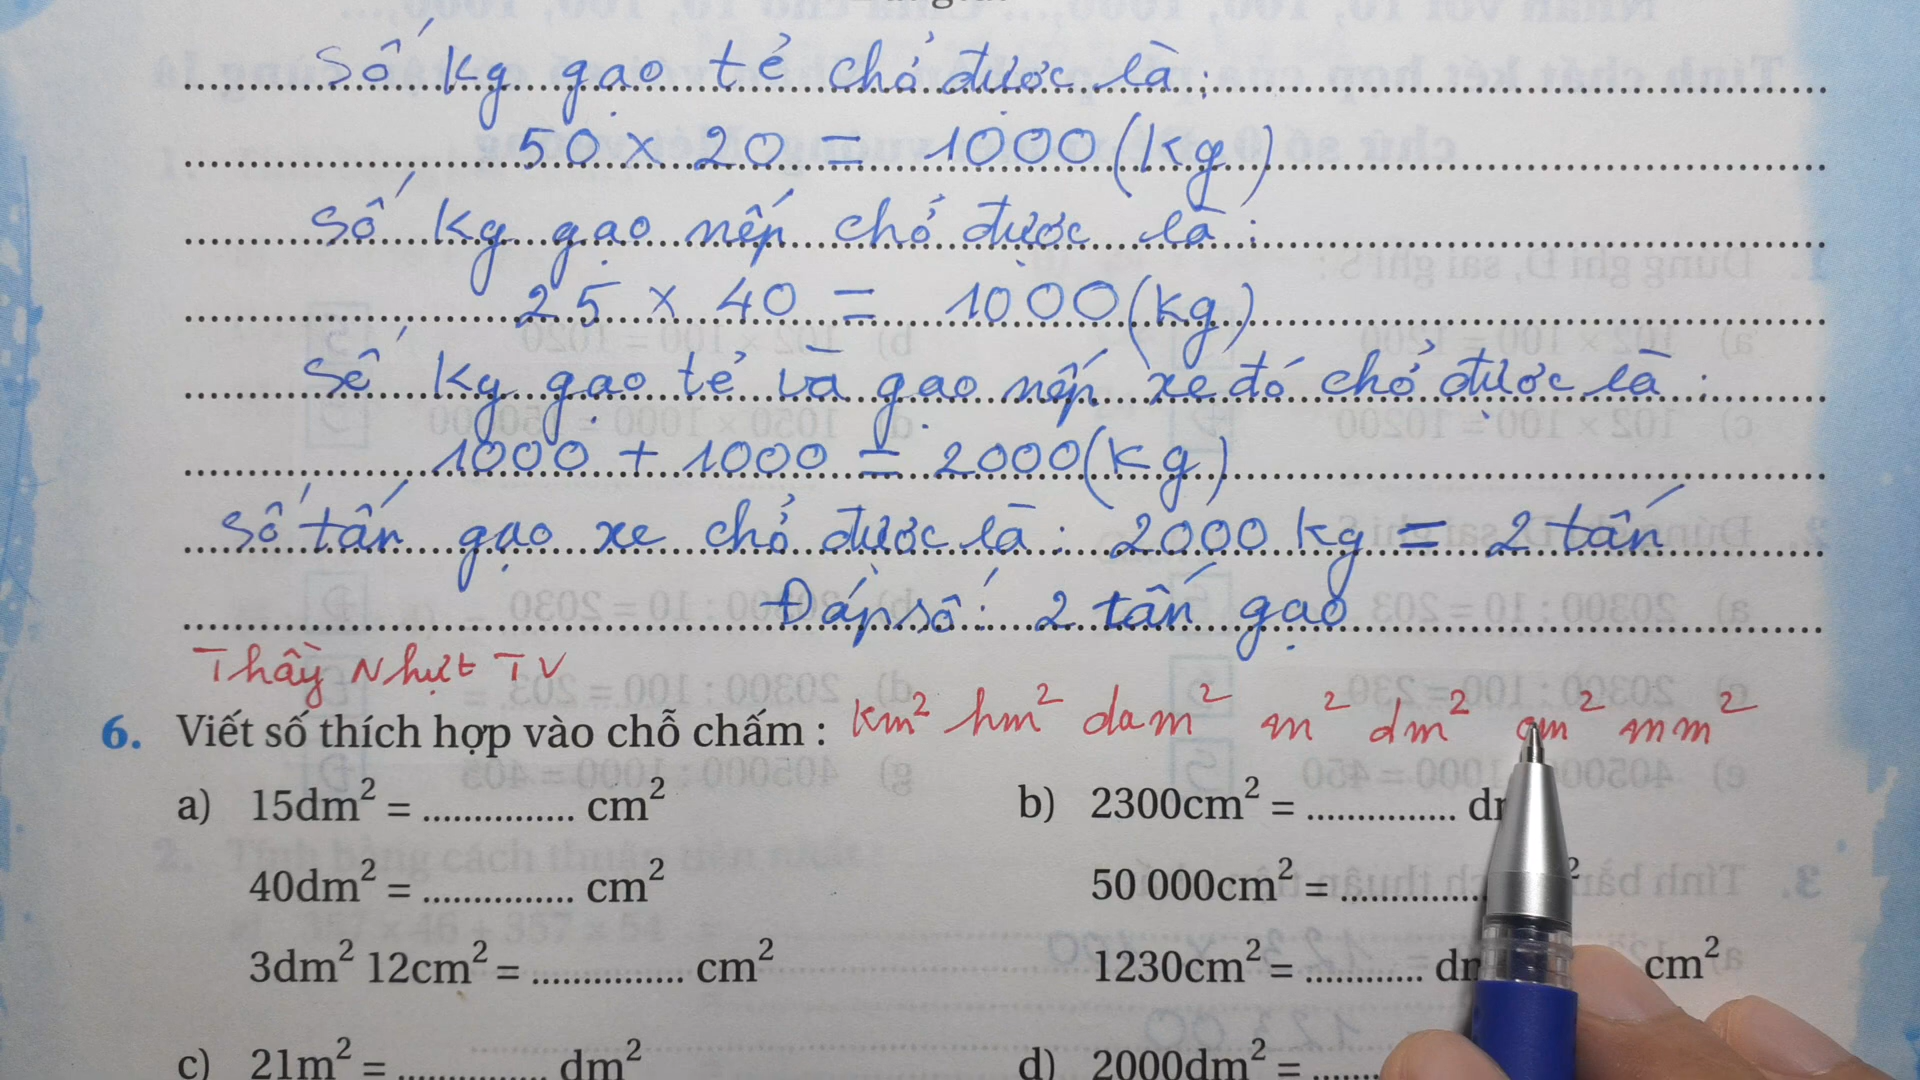 Số kg gạo tẻ chở được là :
50 x 20 = 1000 (kg)
Số kg gạo nếp chở được là :
25 x 40 = 1000 (kg)
Số kg gạo tẻ và gạo nếp xe đó chở được là :
1000 + 1000 = 2000 (kg)
Số tấn gạo xe chở được là : 2000 kg = 2 tấn
Đáp số : 2 tấn gạo
Thầy Nhựt TV
6. Viết số thích hợp vào chỗ chấm : km² hm² dam² m² dm² cm² mm²
a) 15dm² = .............. cm² b) 2300cm² = ..............
40dm² = .............. cm² 50 000cm² = ..............
3dm² 12cm² = .............. cm² 1230cm² = .......... cm²
c) 21m² = .............. dm² d) 2000dm² = ......